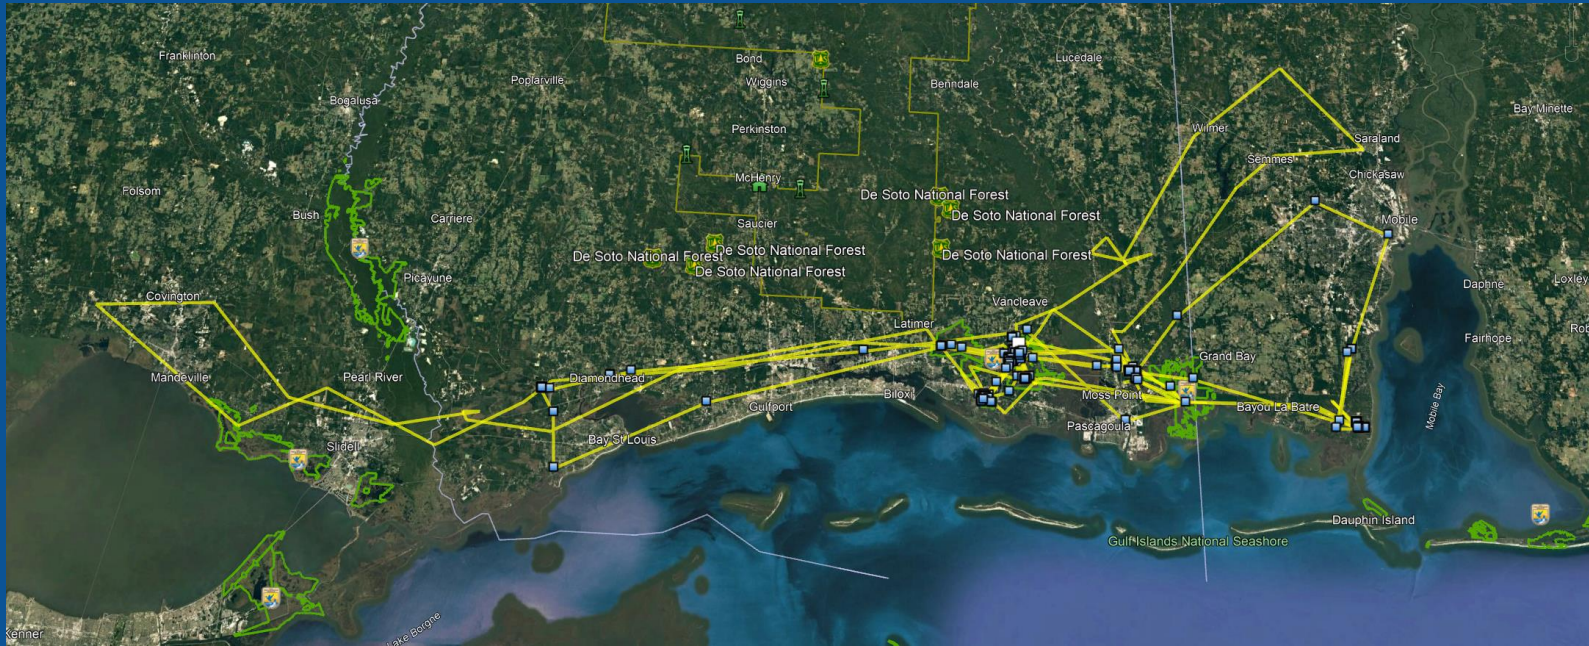 Franklinton
Bond
Lucedale
Poplarville
Wiggins
Benndale
Bogalusa
Bay Minette
Perkinston
Wilmer
Saraland
Semmes
McHenry
Chickasaw
Folsom
De Soto National Forest
Bush
Carriere
De Soto National Forest
Saucier
Mobile
De Soto National Forest
De Soto National Forest
De Soto National Forest
De Soto National Forest
Picayune
Loxley
Daphne
Covington
Vancleave
Latimer
Rob
Fairhope
Grand Bay
Mandeville
Pearl River
Diamondhead
Biloxi
Moss Point
Gulfport
Bayou La Batre
Mobile Bay
Pascagoula
Bay St Louis
Slidell
Dauphin Island
Gulf Islands National Seashore
Lake Borgne
Kenner